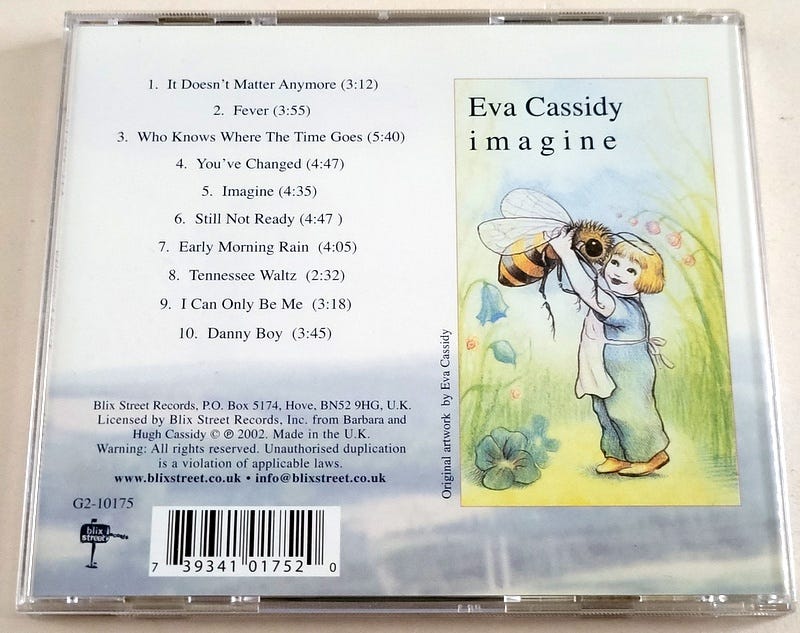 1. It Doesn't Matter Anymore (3:12)
2. Fever (3:55)
3. Who Knows Where The Time Goes (5:40)
4. You've Changed (4:47)
5. Imagine (4:35)
6. Still Not Ready (4:47 )
7. Early Morning Rain (4:05)
8. Tennessee Waltz (2:32)
9. I Can Only Be Me (3:18)
10. Danny Boy (3:45)
Eva Cassidy
imagine
Original artwork by Eva Cassidy
Blix Street Records, P.O. Box 5174, Hove, BN52 9HG, U.K.
Licensed by Blix Street Records, Inc. from Barbara and
Hugh Cassidy © ℗ 2002. Made in the U.K.
Warning: All rights reserved. Unauthorised duplication
is a violation of applicable laws.
www.blixstreet.co.uk • info@blixstreet.co.uk
G2-10175
blix
street
7 39341 01752 0